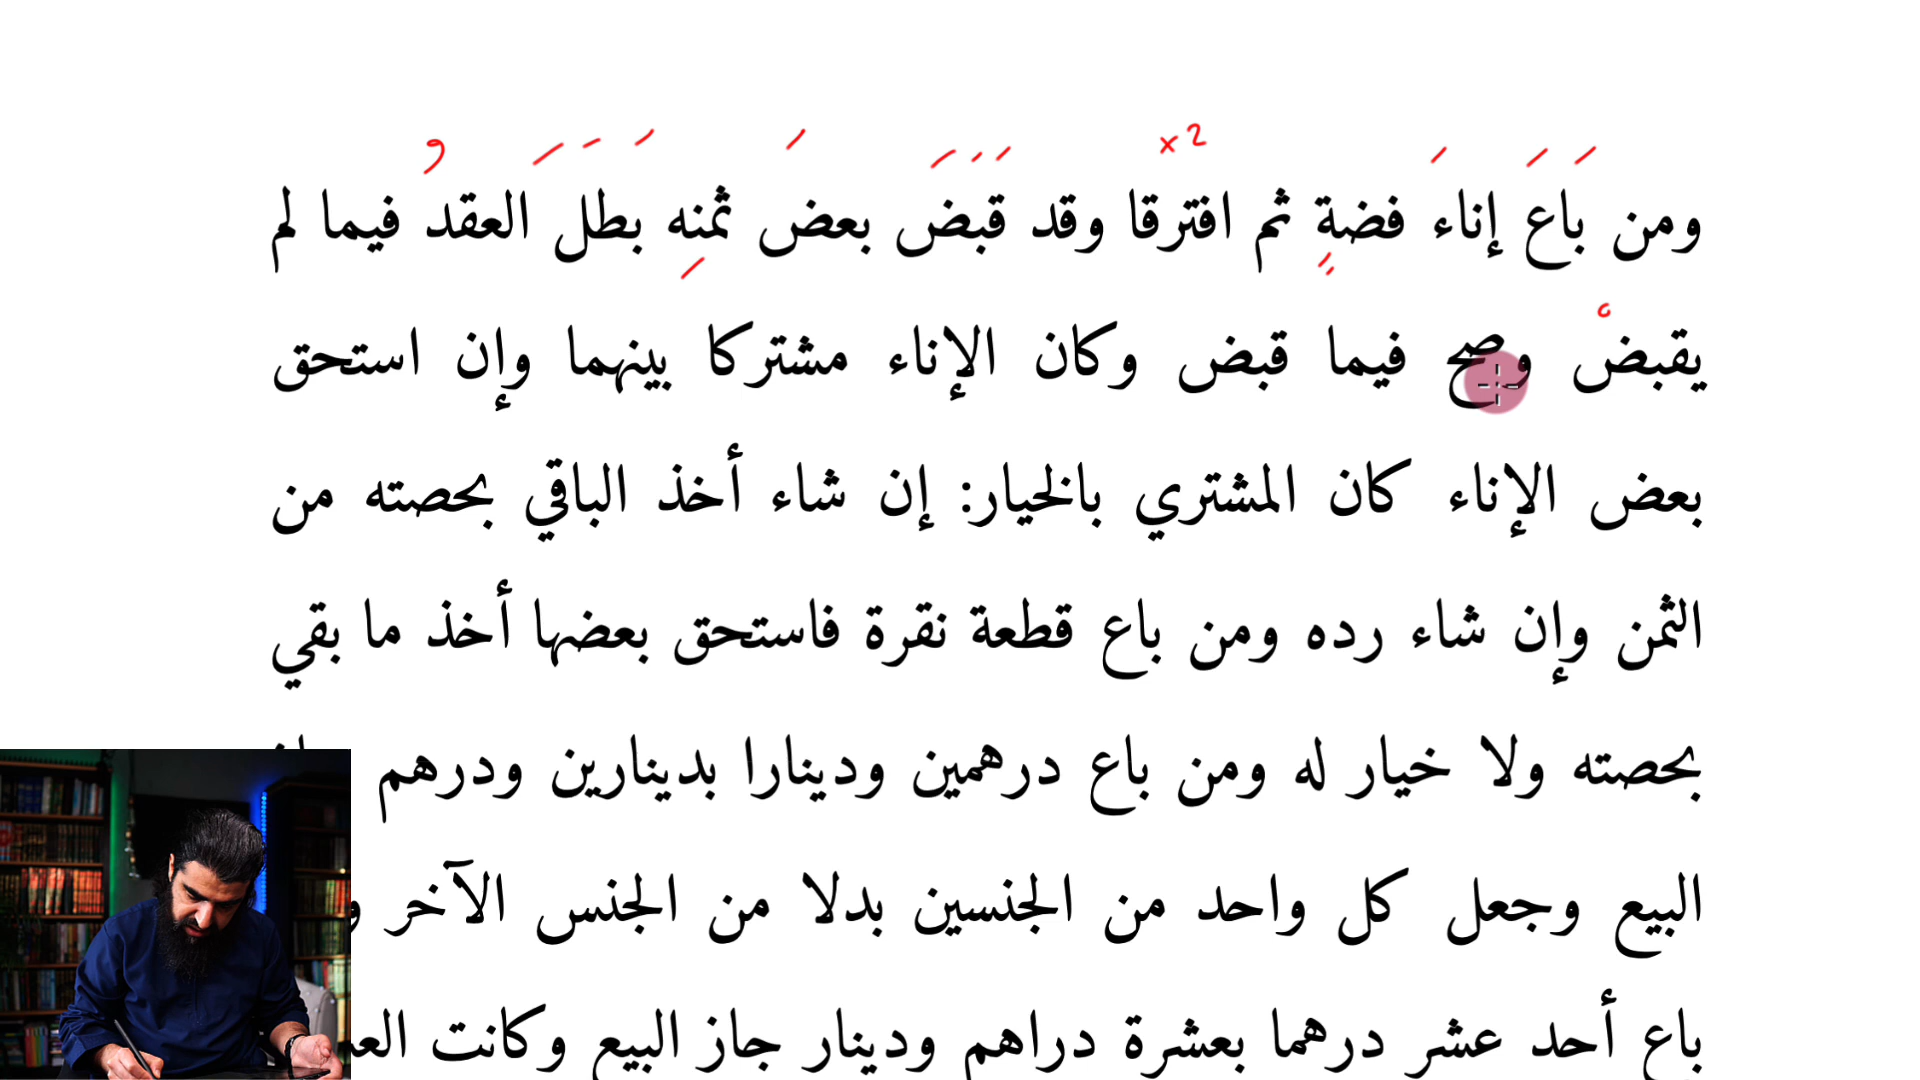 x2
ومن باعَ إناءَ فضةٍ ثم افترقا وقد قَبَضَ بعضَ ثمنِه بَطَلَ العقدُ فيما لم
يقبضْ وصح فيما قبض وكان الإناء مشتركا بينهما وإن استحق
بعض الإناء كان المشتري بالخيار: إن شاء أخذ الباقي بحصته من
الثمن وإن شاء رده ومن باع قطعة نقرة فاستحق بعضها أخذ ما بقي
بحصته ولا خيار له ومن باع درهمين ودينارا بدينارين ودرهم
البيع وجعل كل واحد من الجنسين بدلا من الجنس الآخر
باع أحد عشر درهما بعشرة دراهم ودينار جاز البيع وكانت